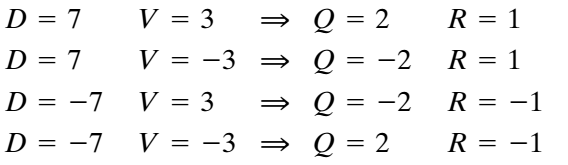 D = 7 V = 3 ⇒ Q = 2 R = 1
D = 7 V = −3 ⇒ Q = −2 R = 1
D = −7 V = 3 ⇒ Q = −2 R = −1
D = −7 V = −3 ⇒ Q = 2 R = −1